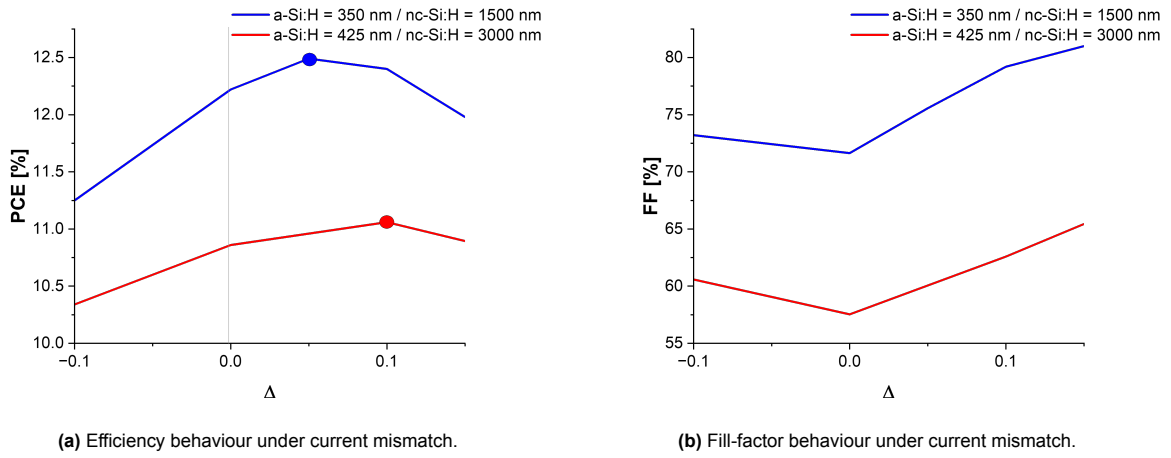 a-Si:H = 350 nm / nc-Si:H = 1500 nm
a-Si:H = 425 nm / nc-Si:H = 3000 nm
12.5
12.0
11.5
11.0
10.5
10.0
PCE [%]
−0.1
0.0
0.1
Δ
(a) Efficiency behaviour under current mismatch.
a-Si:H = 350 nm / nc-Si:H = 1500 nm
a-Si:H = 425 nm / nc-Si:H = 3000 nm
80
75
70
65
60
55
FF [%]
−0.1
0.0
0.1
Δ
(b) Fill-factor behaviour under current mismatch.